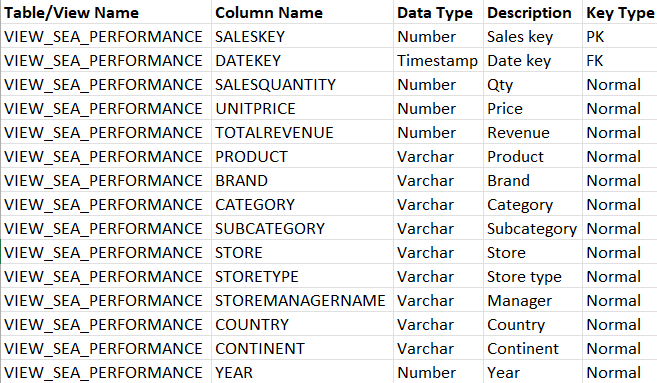 Table/View Name Column Name Data Type Description Key Type
VIEW_SEA_PERFORMANCE SALESKEY Number Sales key PK
VIEW_SEA_PERFORMANCE DATEKEY Timestamp Date key FK
VIEW_SEA_PERFORMANCE SALESQUANTITY Number Qty Normal
VIEW_SEA_PERFORMANCE UNITPRICE Number Price Normal
VIEW_SEA_PERFORMANCE TOTALREVENUE Number Revenue Normal
VIEW_SEA_PERFORMANCE PRODUCT Varchar Product Normal
VIEW_SEA_PERFORMANCE BRAND Varchar Brand Normal
VIEW_SEA_PERFORMANCE CATEGORY Varchar Category Normal
VIEW_SEA_PERFORMANCE SUBCATEGORY Varchar Subcategory Normal
VIEW_SEA_PERFORMANCE STORE Varchar Store Normal
VIEW_SEA_PERFORMANCE STORETYPE Varchar Store type Normal
VIEW_SEA_PERFORMANCE STOREMANAGERNAME Varchar Manager Normal
VIEW_SEA_PERFORMANCE COUNTRY Varchar Country Normal
VIEW_SEA_PERFORMANCE CONTINENT Varchar Continent Normal
VIEW_SEA_PERFORMANCE YEAR Number Year Normal